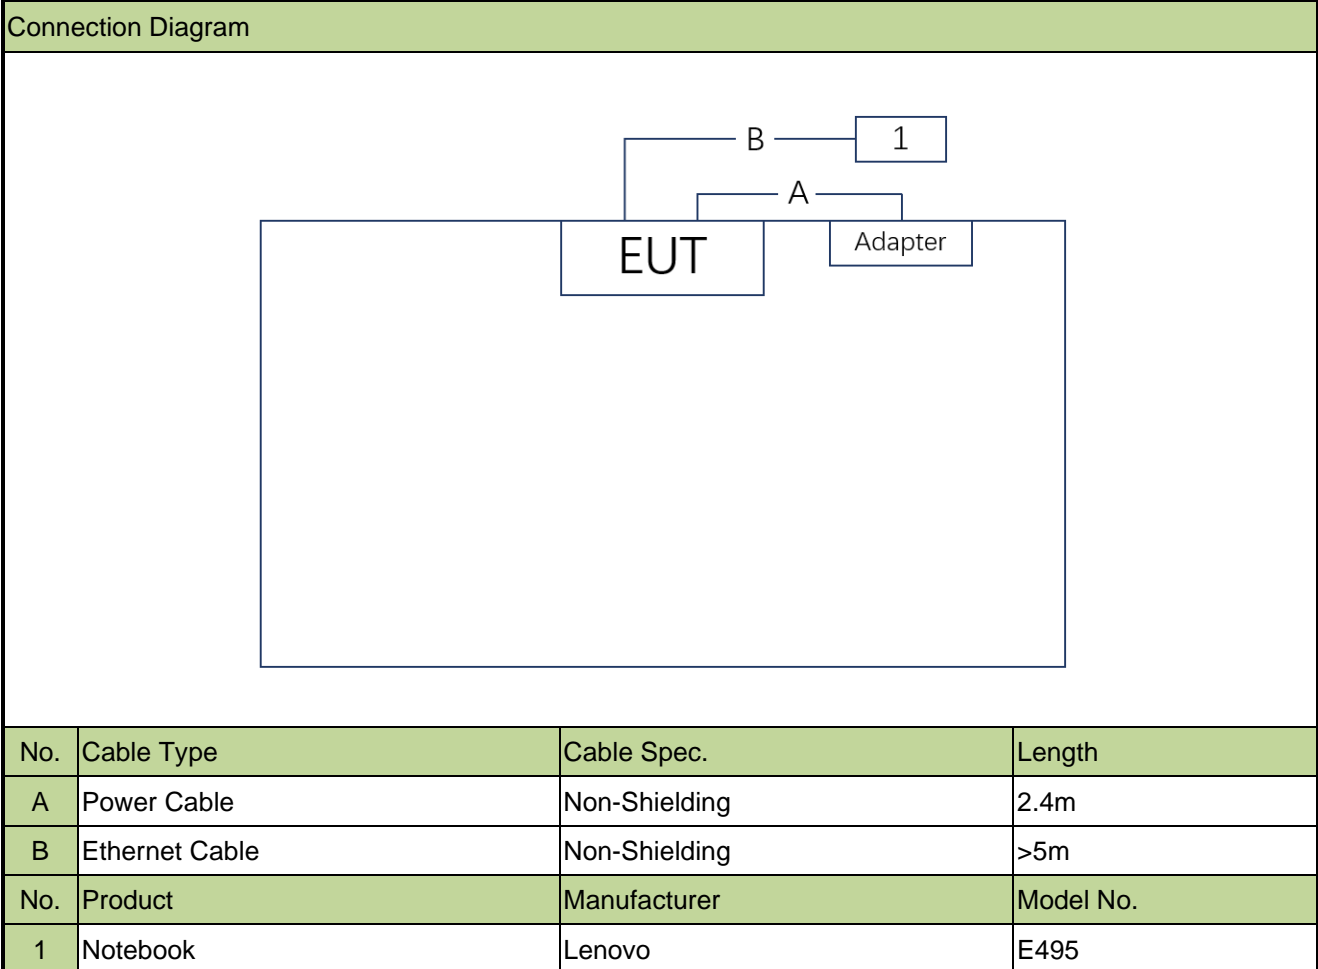 Connection Diagram
B 1
A
EUT Adapter
No. Cable Type Cable Spec. Length
A Power Cable Non-Shielding 2.4m
B Ethernet Cable Non-Shielding >5m
No. Product Manufacturer Model No.
1 Notebook Lenovo E495